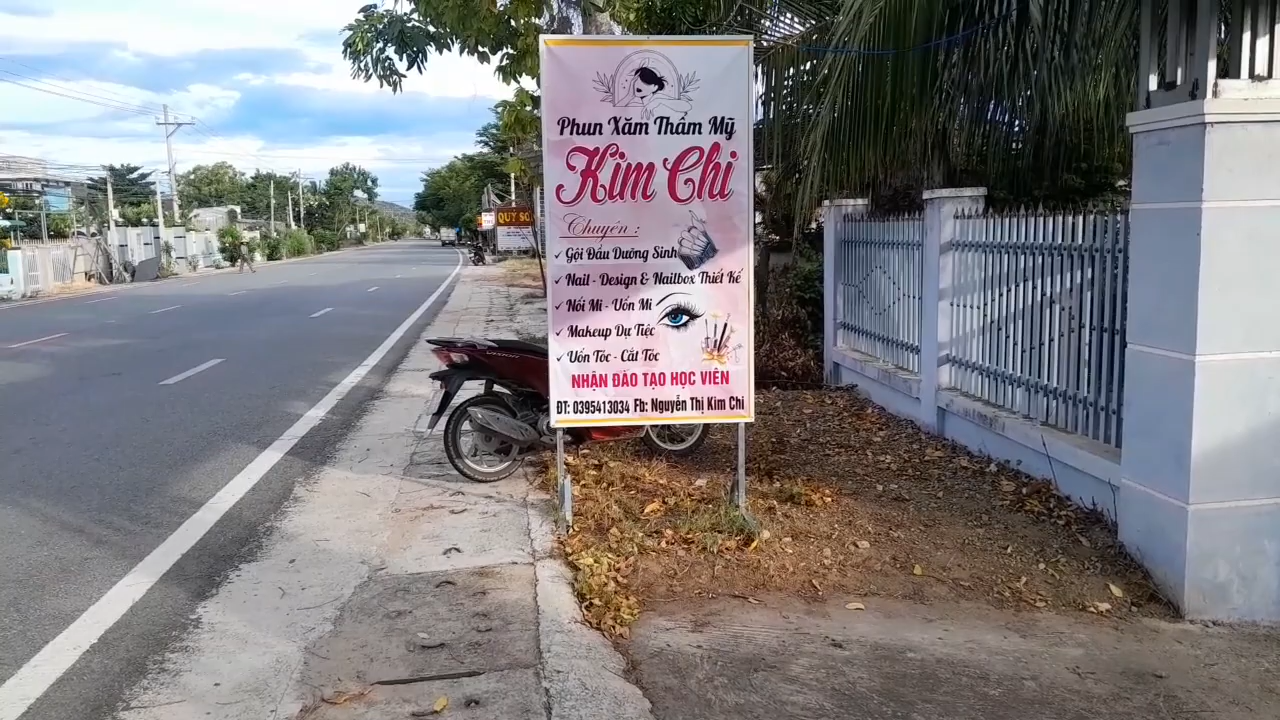 Phun Xăm Thẩm Mỹ
Kim Chi
Chuyên :
✓ Gội Đầu Dưỡng Sinh
✓ Nail - Design & Nailbox Thiết Kế
✓ Nối Mi - Uốn Mi
✓ Makeup Dự Tiệc
✓ Uốn Tóc - Cắt Tóc
NHẬN ĐÀO TẠO HỌC VIÊN
ĐT: 0395413034 Fb: Nguyễn Thị Kim Chi
QUÝ